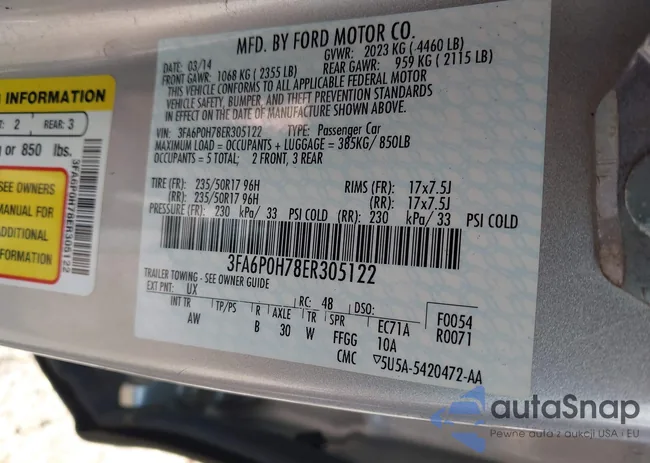 MFD. BY FORD MOTOR CO.
03/14
GVWR: 2023 KG ( 4460 LB)
FRONT GAWR: 1068 KG ( 2355 LB)
REAR GAWR: 959 KG ( 2115 LB)
THIS VEHICLE CONFORMS TO ALL APPLICABLE FEDERAL MOTOR
VEHICLE SAFETY, BUMPER, AND THEFT PREVENTION STANDARDS
IN EFFECT ON THE DATE OF MANUFACTURE SHOWN ABOVE.
VIN: 3FA6P0H78ER305122 TYPE: Passenger Car
MAXIMUM LOAD = OCCUPANTS + LUGGAGE = 385KG/ 850LB
OCCUPANTS = 5 TOTAL; 2 FRONT, 3 REAR
TIRE (FR): 235/50R17 96H RIMS (FR): 17x7.5J
(RR): 235/50R17 96H (RR): 17x7.5J
PRESSURE (FR): 230 kPa/ 33 PSI COLD (RR): 230 kPa/ 33 PSI COLD
3FA6P0H78ER305122
TRAILER TOWING - SEE OWNER GUIDE
EXT PNT: UX RC: 48 DSO:
INT TR TP/PS R AXLE TR SPR EC71A F0054
AW B 30 W FFGG 10A R0071
CMC ▽5U5A-5420472-AA
G INFORMATION
T: 2 REAR: 3
g or 850 lbs.
SEE OWNERS
MANUAL FOR
ADDITIONAL
INFORMATION
3FA6P0H78ER305122
autoSnap
Pewne auta z aukcji USA i EU